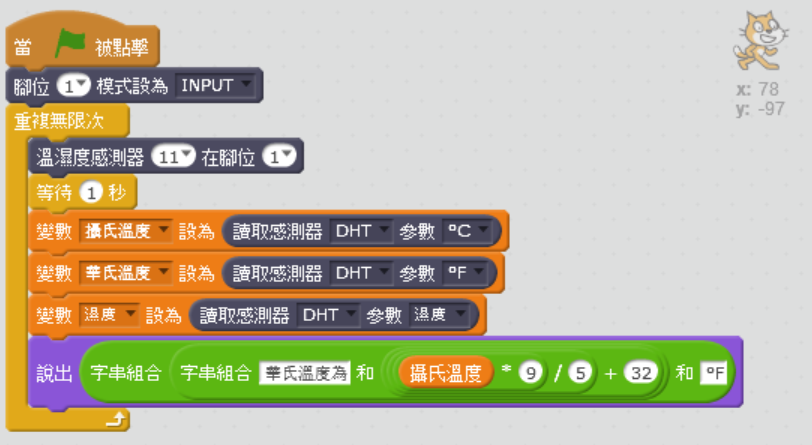 當 被點擊
腳位 1 模式設為 INPUT
重複無限次
溫濕度感測器 11 在腳位 1
等待 1 秒
變數 攝氏溫度 設為 讀取感測器 DHT 參數 °C
變數 華氏溫度 設為 讀取感測器 DHT 參數 °F
變數 濕度 設為 讀取感測器 DHT 參數 濕度
說出 字串組合 字串組合 華氏溫度為 和 攝氏溫度 * 9 / 5 + 32 和 °F
x: 78
y: -97